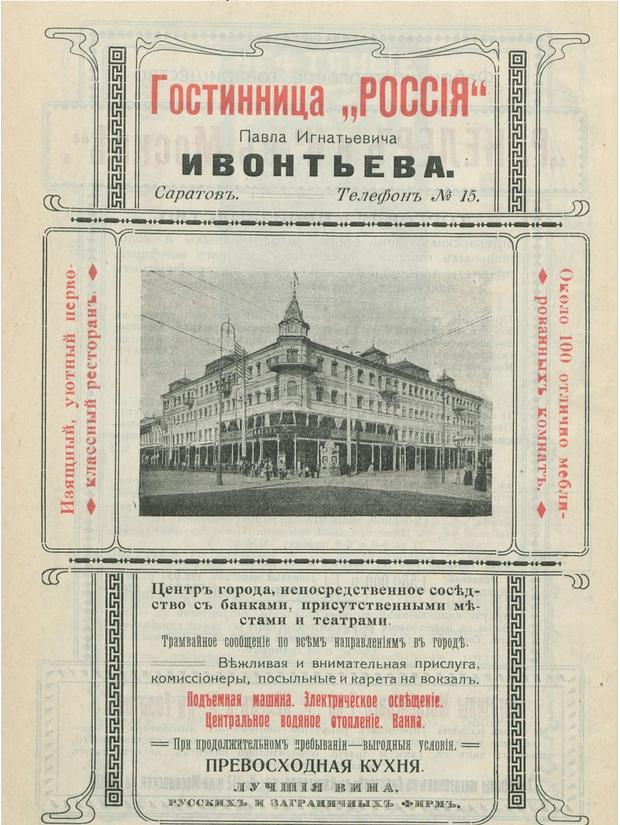 Гостинница „РОССІЯ“
Павла Игнатьевича
ИВОНТЬЕВА.
Саратовъ. Телефонъ № 15.
Изящный, уютный перво-
классный ресторанъ.
Около 100 отлично мебли-
рованныхъ комнатъ.
Центръ города, непосредственное сосѣд-
ство съ банками, присутственными мѣ-
стами и театрами.
Трамвайное сообщеніе по всѣмъ направленіямъ въ городѣ.
Вѣжливая и внимательная прислуга,
комиссіонеры, посыльные и карета на вокзалъ.
Подъемная машина. Электрическое освѣщеніе.
Центральное водяное отопленіе. Ванна.
При продолжительномъ пребываніи—выгодныя условія.
ПРЕВОСХОДНАЯ КУХНЯ.
ЛУЧШІЯ ВИНА,
РУССКИХЪ И ЗАГРАНИЧНЫХЪ ФИРМЪ.